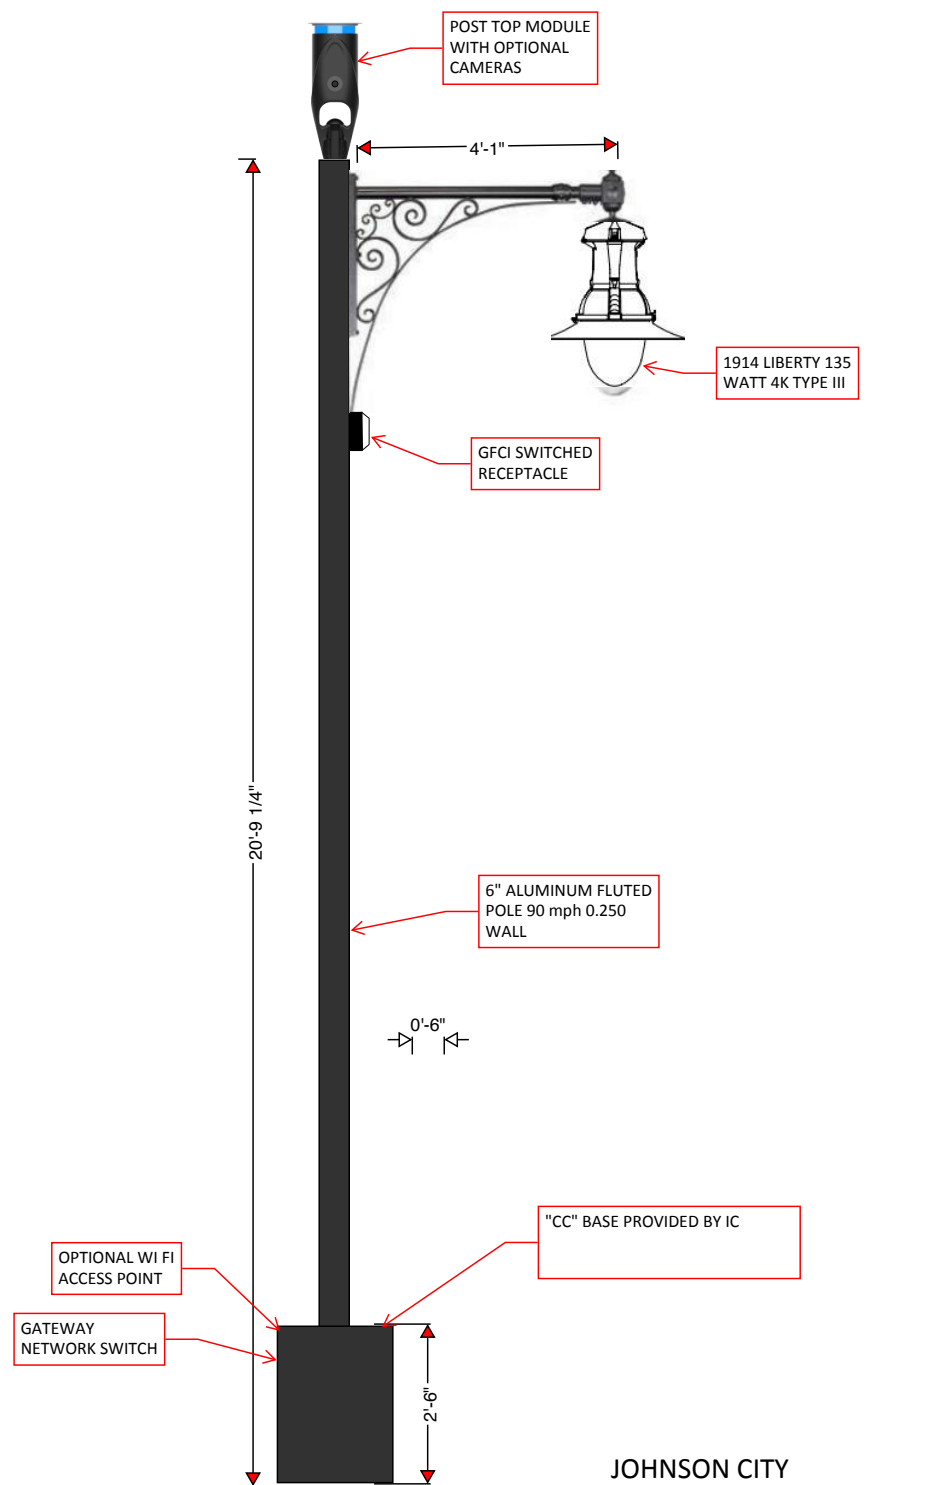 POST TOP MODULE
WITH OPTIONAL
CAMERAS
4'-1"
1914 LIBERTY 135
WATT 4K TYPE III
GFCI SWITCHED
RECEPTACLE
20'-9 1/4"
6" ALUMINUM FLUTED
POLE 90 mph 0.250
WALL
0'-6"
"CC" BASE PROVIDED BY IC
OPTIONAL WI FI
ACCESS POINT
GATEWAY
NETWORK SWITCH
2'-6"
JOHNSON CITY